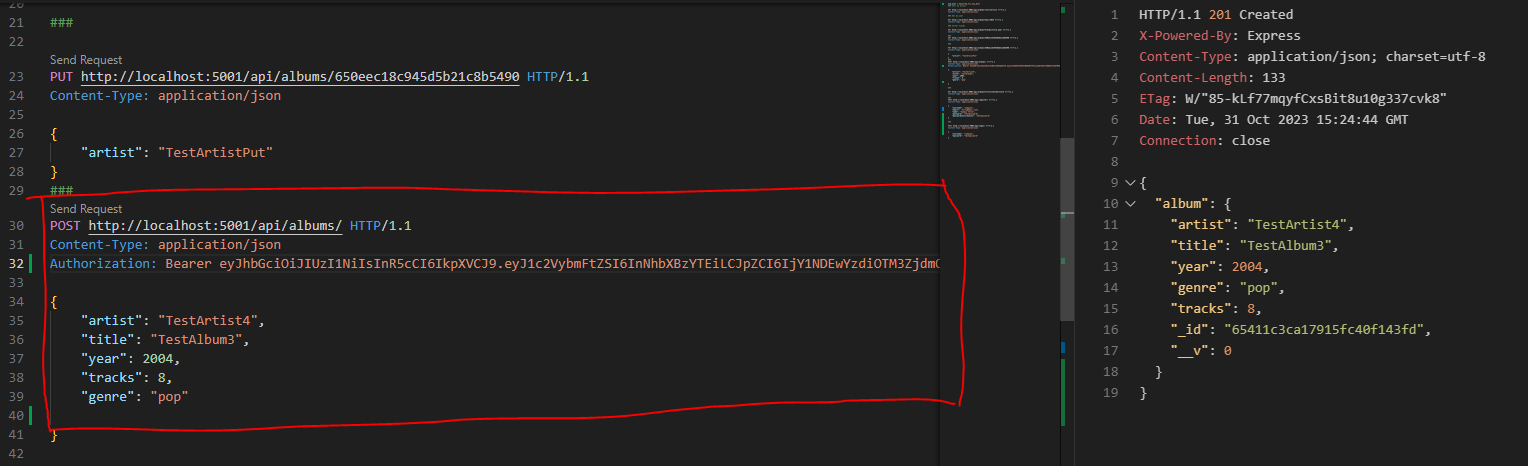 20
21 ###
22
Send Request
23 PUT http://localhost:5001/api/albums/650eec18c945d5b21c8b5490 HTTP/1.1
24 Content-Type: application/json
25
26 {
27 "artist": "TestArtistPut"
28 }
29 ###
Send Request
30 POST http://localhost:5001/api/albums/ HTTP/1.1
31 Content-Type: application/json
32 Authorization: Bearer eyJhbGciOiJIUzI1NiIsInR5cCI6IkpXVCJ9.eyJ1c2VybmFtZSI6InNhbXBzYTEiLCJpZCI6IjY1NDEwYzdiOTM3Zjdm
33
34 {
35 "artist": "TestArtist4",
36 "title": "TestAlbum3",
37 "year": 2004,
38 "tracks": 8,
39 "genre": "pop"
40
41 }
42
1 HTTP/1.1 201 Created
2 X-Powered-By: Express
3 Content-Type: application/json; charset=utf-8
4 Content-Length: 133
5 ETag: W/"85-kLf77mqyfCxsBit8u10g337cvk8"
6 Date: Tue, 31 Oct 2023 15:24:44 GMT
7 Connection: close
8
9 {
10 "album": {
11 "artist": "TestArtist4",
12 "title": "TestAlbum3",
13 "year": 2004,
14 "genre": "pop",
15 "tracks": 8,
16 "_id": "65411c3ca17915fc40f143fd",
17 "__v": 0
18 }
19 }